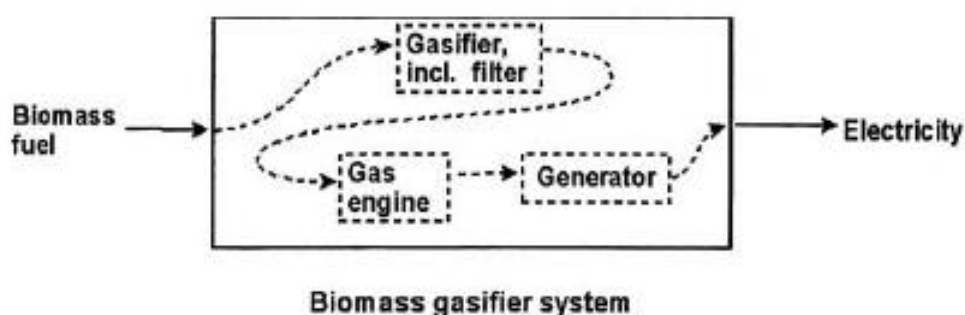 Gasifier,
incl. filter
Biomass
fuel
Electricity
Gas
engine
Generator
Biomass gasifier system